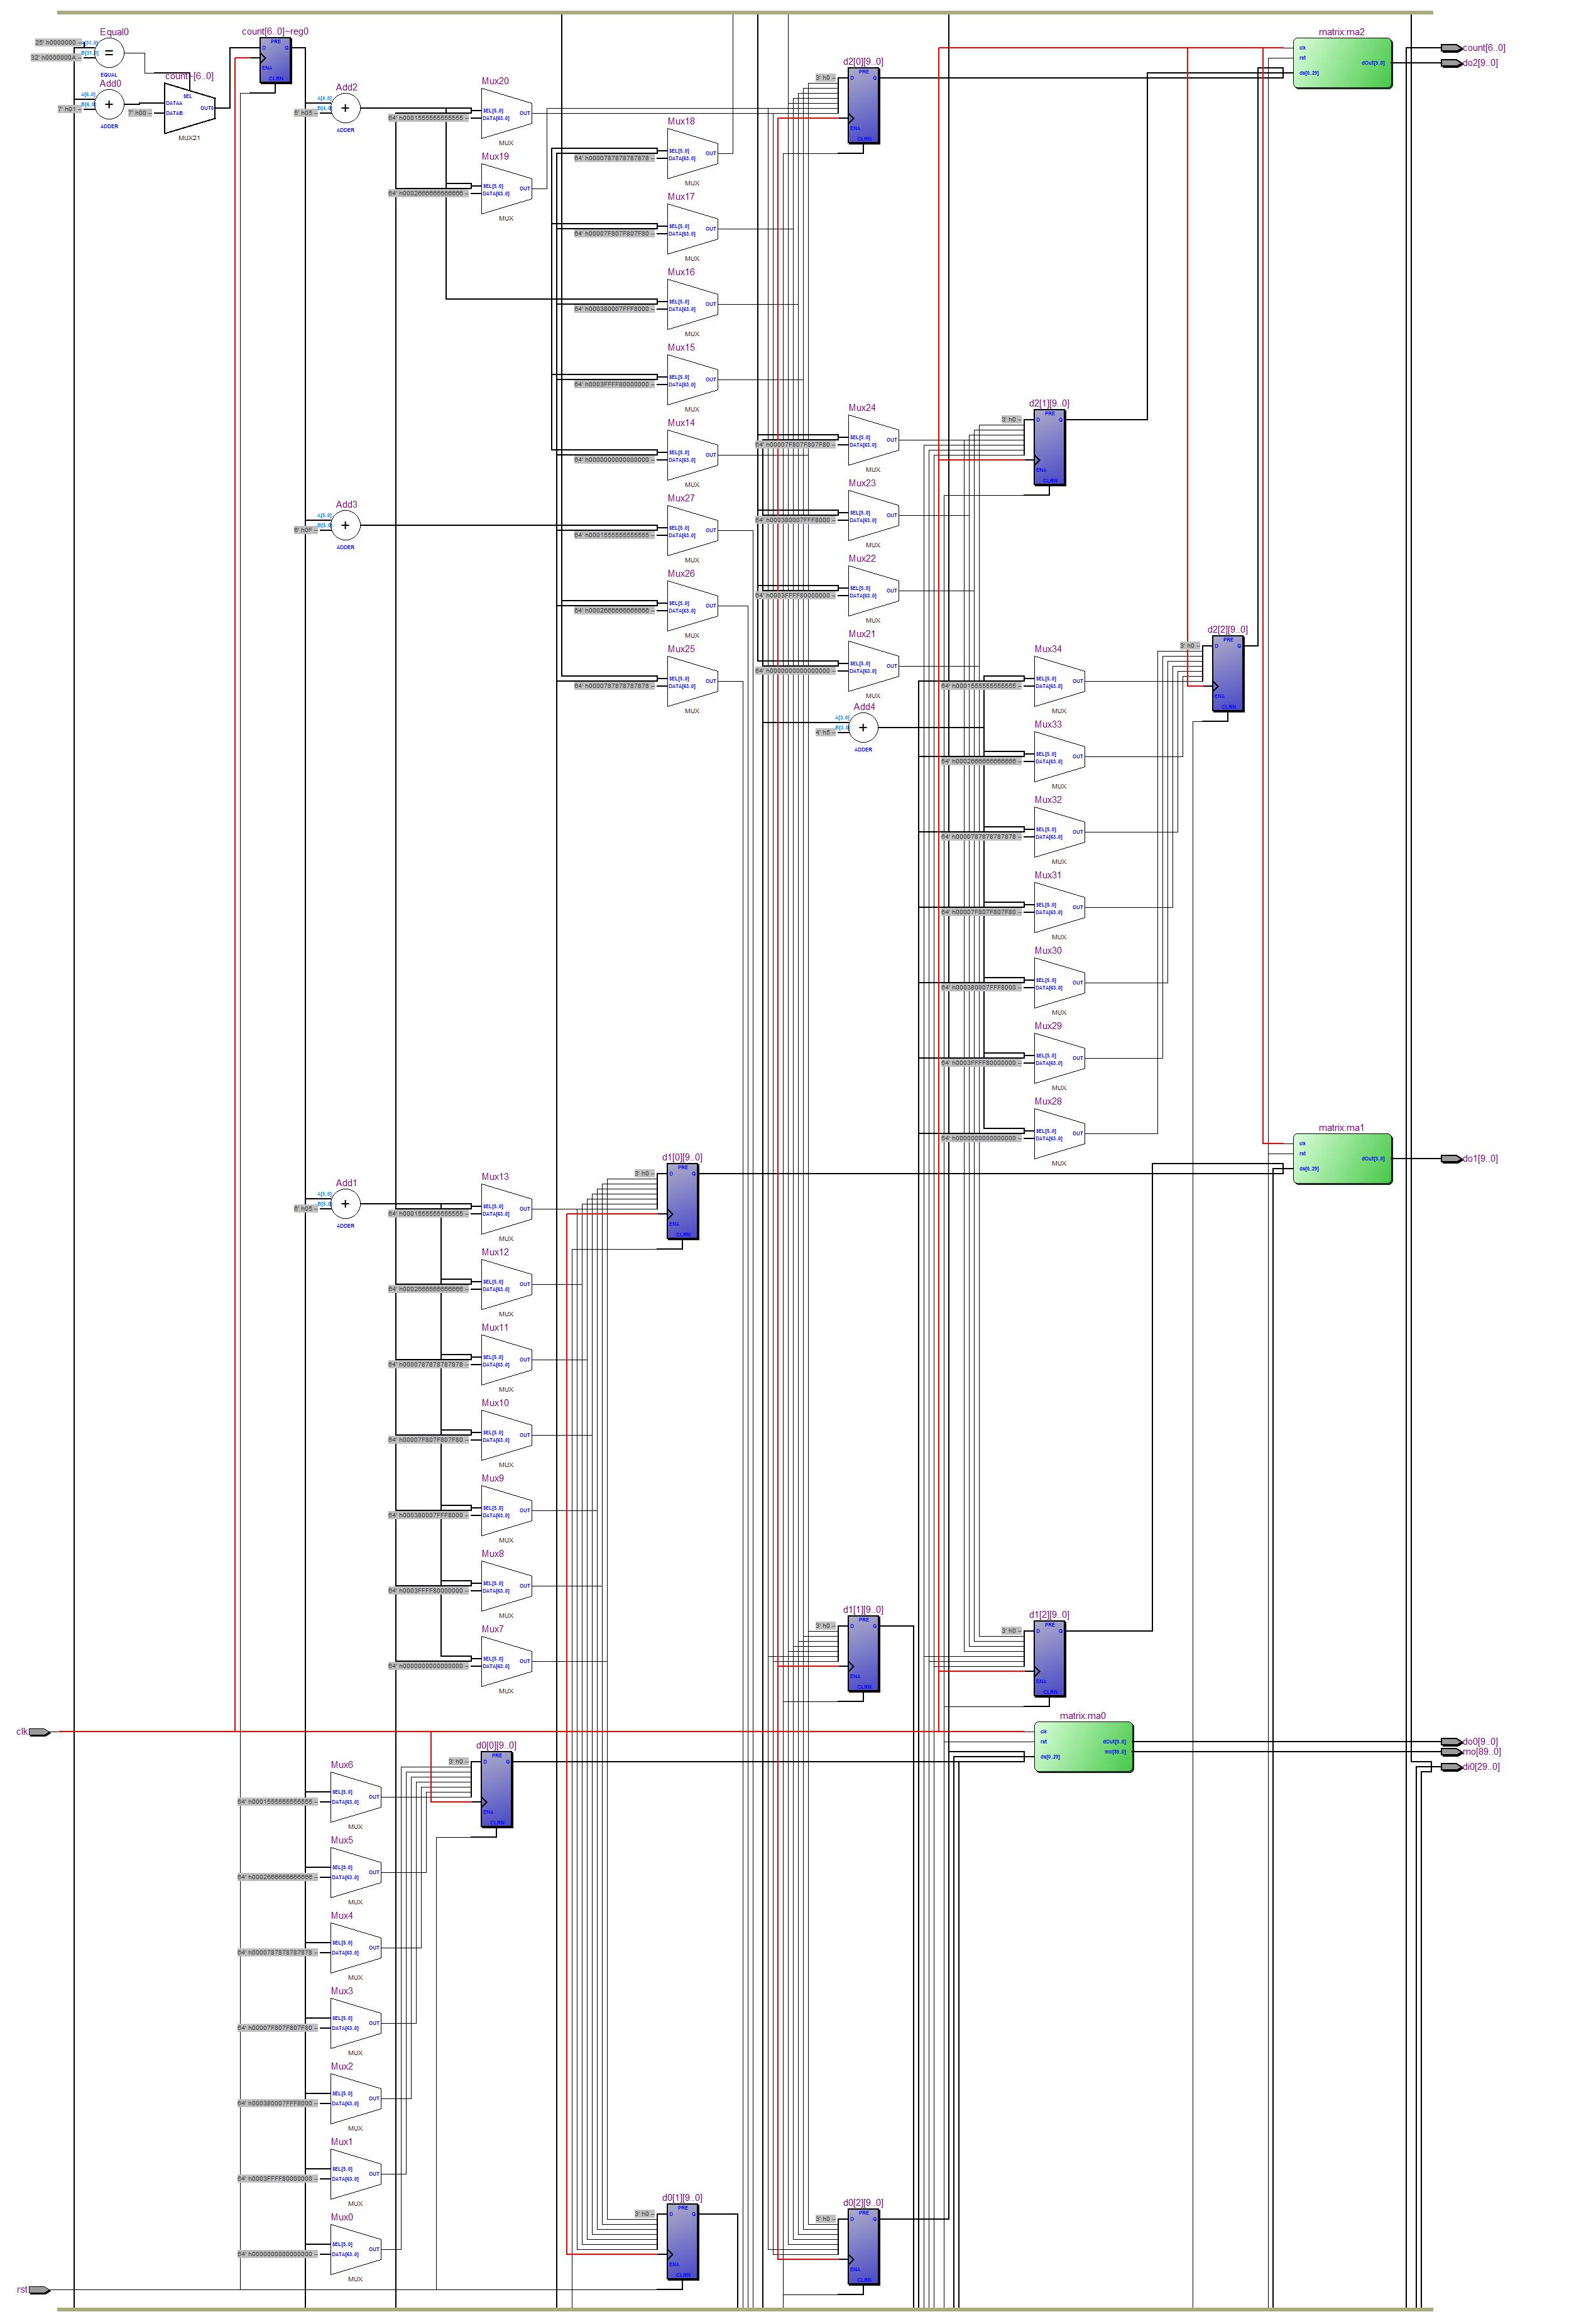 Equal0
25' h0000000
B[31..0]
32' h0000000A
=
EQUAL
Add0
7' h01
+
ADDER
count~[6..0]
SEL
DATAA
DATAB
OUT0
7' h00
MUX21
count[6..0]~reg0
PRE
D
Q
ENA
CLRN
Add2
5' h05
+
ADDER
Mux20
SEL[5..0]
DATA[63..0]
OUT
64' h0001555555555555
MUX
Mux19
SEL[5..0]
DATA[63..0]
OUT
64' h0002666666666666
MUX
Mux18
SEL[5..0]
DATA[63..0]
OUT
64' h0000787878787878
MUX
Mux17
SEL[5..0]
DATA[63..0]
OUT
64' h00007F807F807F80
MUX
Mux16
SEL[5..0]
DATA[63..0]
OUT
64' h000380007FFF8000
MUX
Mux15
SEL[5..0]
DATA[63..0]
OUT
64' h0003FFFF80000000
MUX
Mux14
SEL[5..0]
DATA[63..0]
OUT
64' h0000000000000000
MUX
Add3
6' h0F
+
ADDER
Mux27
SEL[5..0]
DATA[63..0]
OUT
64' h0001555555555555
MUX
Mux26
SEL[5..0]
DATA[63..0]
OUT
64' h0002666666666666
MUX
Mux25
SEL[5..0]
DATA[63..0]
OUT
64' h0000787878787878
MUX
d2[0][9..0]
3' h0
PRE
D
Q
ENA
CLRN
Mux24
SEL[5..0]
DATA[63..0]
OUT
64' h00007F807F807F80
MUX
Mux23
SEL[5..0]
DATA[63..0]
OUT
64' h000380007FFF8000
MUX
Mux22
SEL[5..0]
DATA[63..0]
OUT
64' h0003FFFF80000000
MUX
Mux21
SEL[5..0]
DATA[63..0]
OUT
64' h0000000000000000
MUX
Add4
A[3..0]
B[3..0]
4' h5
+
ADDER
d2[1][9..0]
3' h0
PRE
D
Q
ENA
CLRN
Mux34
SEL[5..0]
DATA[63..0]
OUT
64' h0001555555555555
MUX
Mux33
SEL[5..0]
DATA[63..0]
OUT
64' h0002666666666666
MUX
Mux32
SEL[5..0]
DATA[63..0]
OUT
64' h0000787878787878
MUX
Mux31
SEL[5..0]
DATA[63..0]
OUT
64' h00007F807F807F80
MUX
Mux30
SEL[5..0]
DATA[63..0]
OUT
64' h000380007FFF8000
MUX
Mux29
SEL[5..0]
DATA[63..0]
OUT
64' h0003FFFF80000000
MUX
Mux28
SEL[5..0]
DATA[63..0]
OUT
64' h0000000000000000
MUX
d2[2][9..0]
3' h0
PRE
D
Q
ENA
CLRN
matrix:ma2
clk
rst
da[0..29]
dOut[9..0]
count[6..0]
do2[9..0]
matrix:ma1
clk
rst
da[0..29]
dOut[9..0]
do1[9..0]
Add1
6' h05
+
ADDER
Mux13
SEL[5..0]
DATA[63..0]
OUT
64' h0001555555555555
MUX
Mux12
SEL[5..0]
DATA[63..0]
OUT
64' h0002666666666666
MUX
Mux11
SEL[5..0]
DATA[63..0]
OUT
64' h0000787878787878
MUX
Mux10
SEL[5..0]
DATA[63..0]
OUT
64' h00007F807F807F80
MUX
Mux9
SEL[5..0]
DATA[63..0]
OUT
64' h000380007FFF8000
MUX
Mux8
SEL[5..0]
DATA[63..0]
OUT
64' h0003FFFF80000000
MUX
Mux7
SEL[5..0]
DATA[63..0]
OUT
64' h0000000000000000
MUX
d1[0][9..0]
3' h0
PRE
D
Q
ENA
CLRN
d1[1][9..0]
3' h0
PRE
D
Q
ENA
CLRN
d1[2][9..0]
3' h0
PRE
D
Q
ENA
CLRN
clk
matrix:ma0
clk
rst
da[0..29]
dOut[9..0]
mo[89..0]
do0[9..0]
mo[89..0]
di0[29..0]
d0[0][9..0]
3' h0
PRE
D
Q
ENA
CLRN
Mux6
SEL[5..0]
DATA[63..0]
OUT
64' h0001555555555555
MUX
Mux5
SEL[5..0]
DATA[63..0]
OUT
64' h0002666666666666
MUX
Mux4
SEL[5..0]
DATA[63..0]
OUT
64' h0000787878787878
MUX
Mux3
SEL[5..0]
DATA[63..0]
OUT
64' h00007F807F807F80
MUX
Mux2
SEL[5..0]
DATA[63..0]
OUT
64' h000380007FFF8000
MUX
Mux1
SEL[5..0]
DATA[63..0]
OUT
64' h0003FFFF80000000
MUX
Mux0
SEL[5..0]
DATA[63..0]
OUT
64' h0000000000000000
MUX
d0[1][9..0]
3' h0
PRE
D
Q
ENA
CLRN
d0[2][9..0]
3' h0
PRE
D
Q
ENA
CLRN
rst